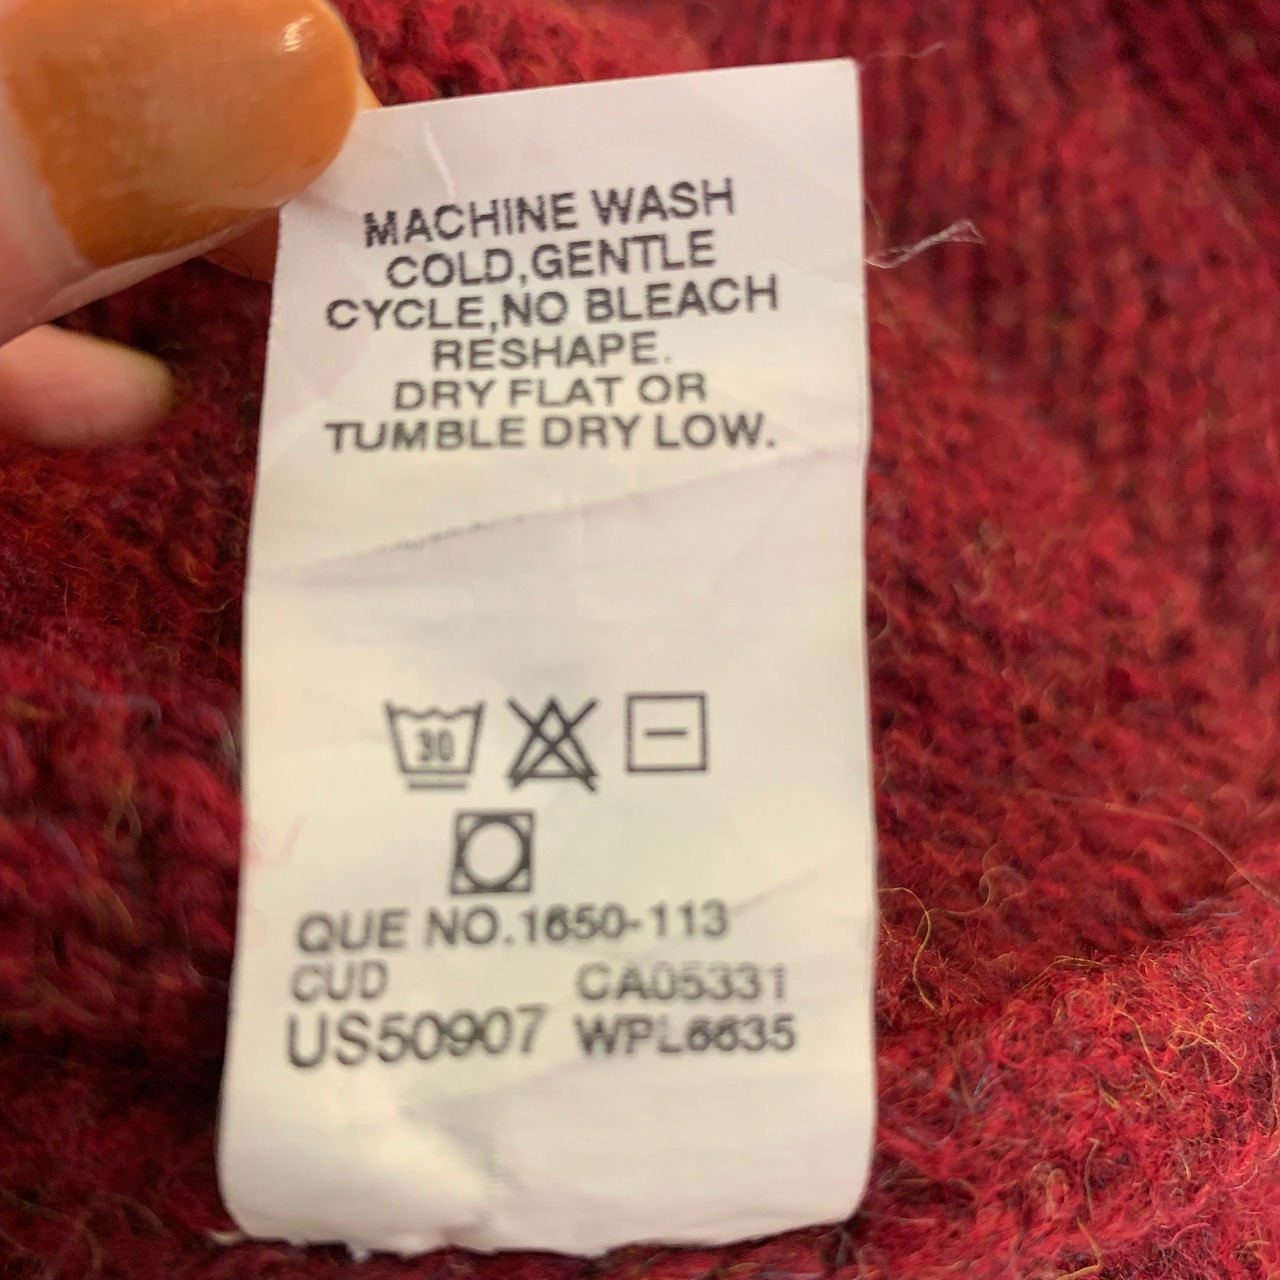 MACHINE WASH
COLD,GENTLE
CYCLE,NO BLEACH
RESHAPE.
DRY FLAT OR
TUMBLE DRY LOW.
30
QUE NO.1650-113
CUD CA05331
US50907 WPL6635